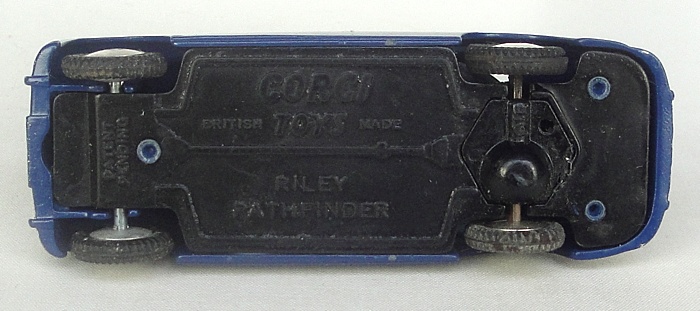 CORGI
BRITISH TOYS MADE
RILEY
PATHFINDER
PATENT
PENDING